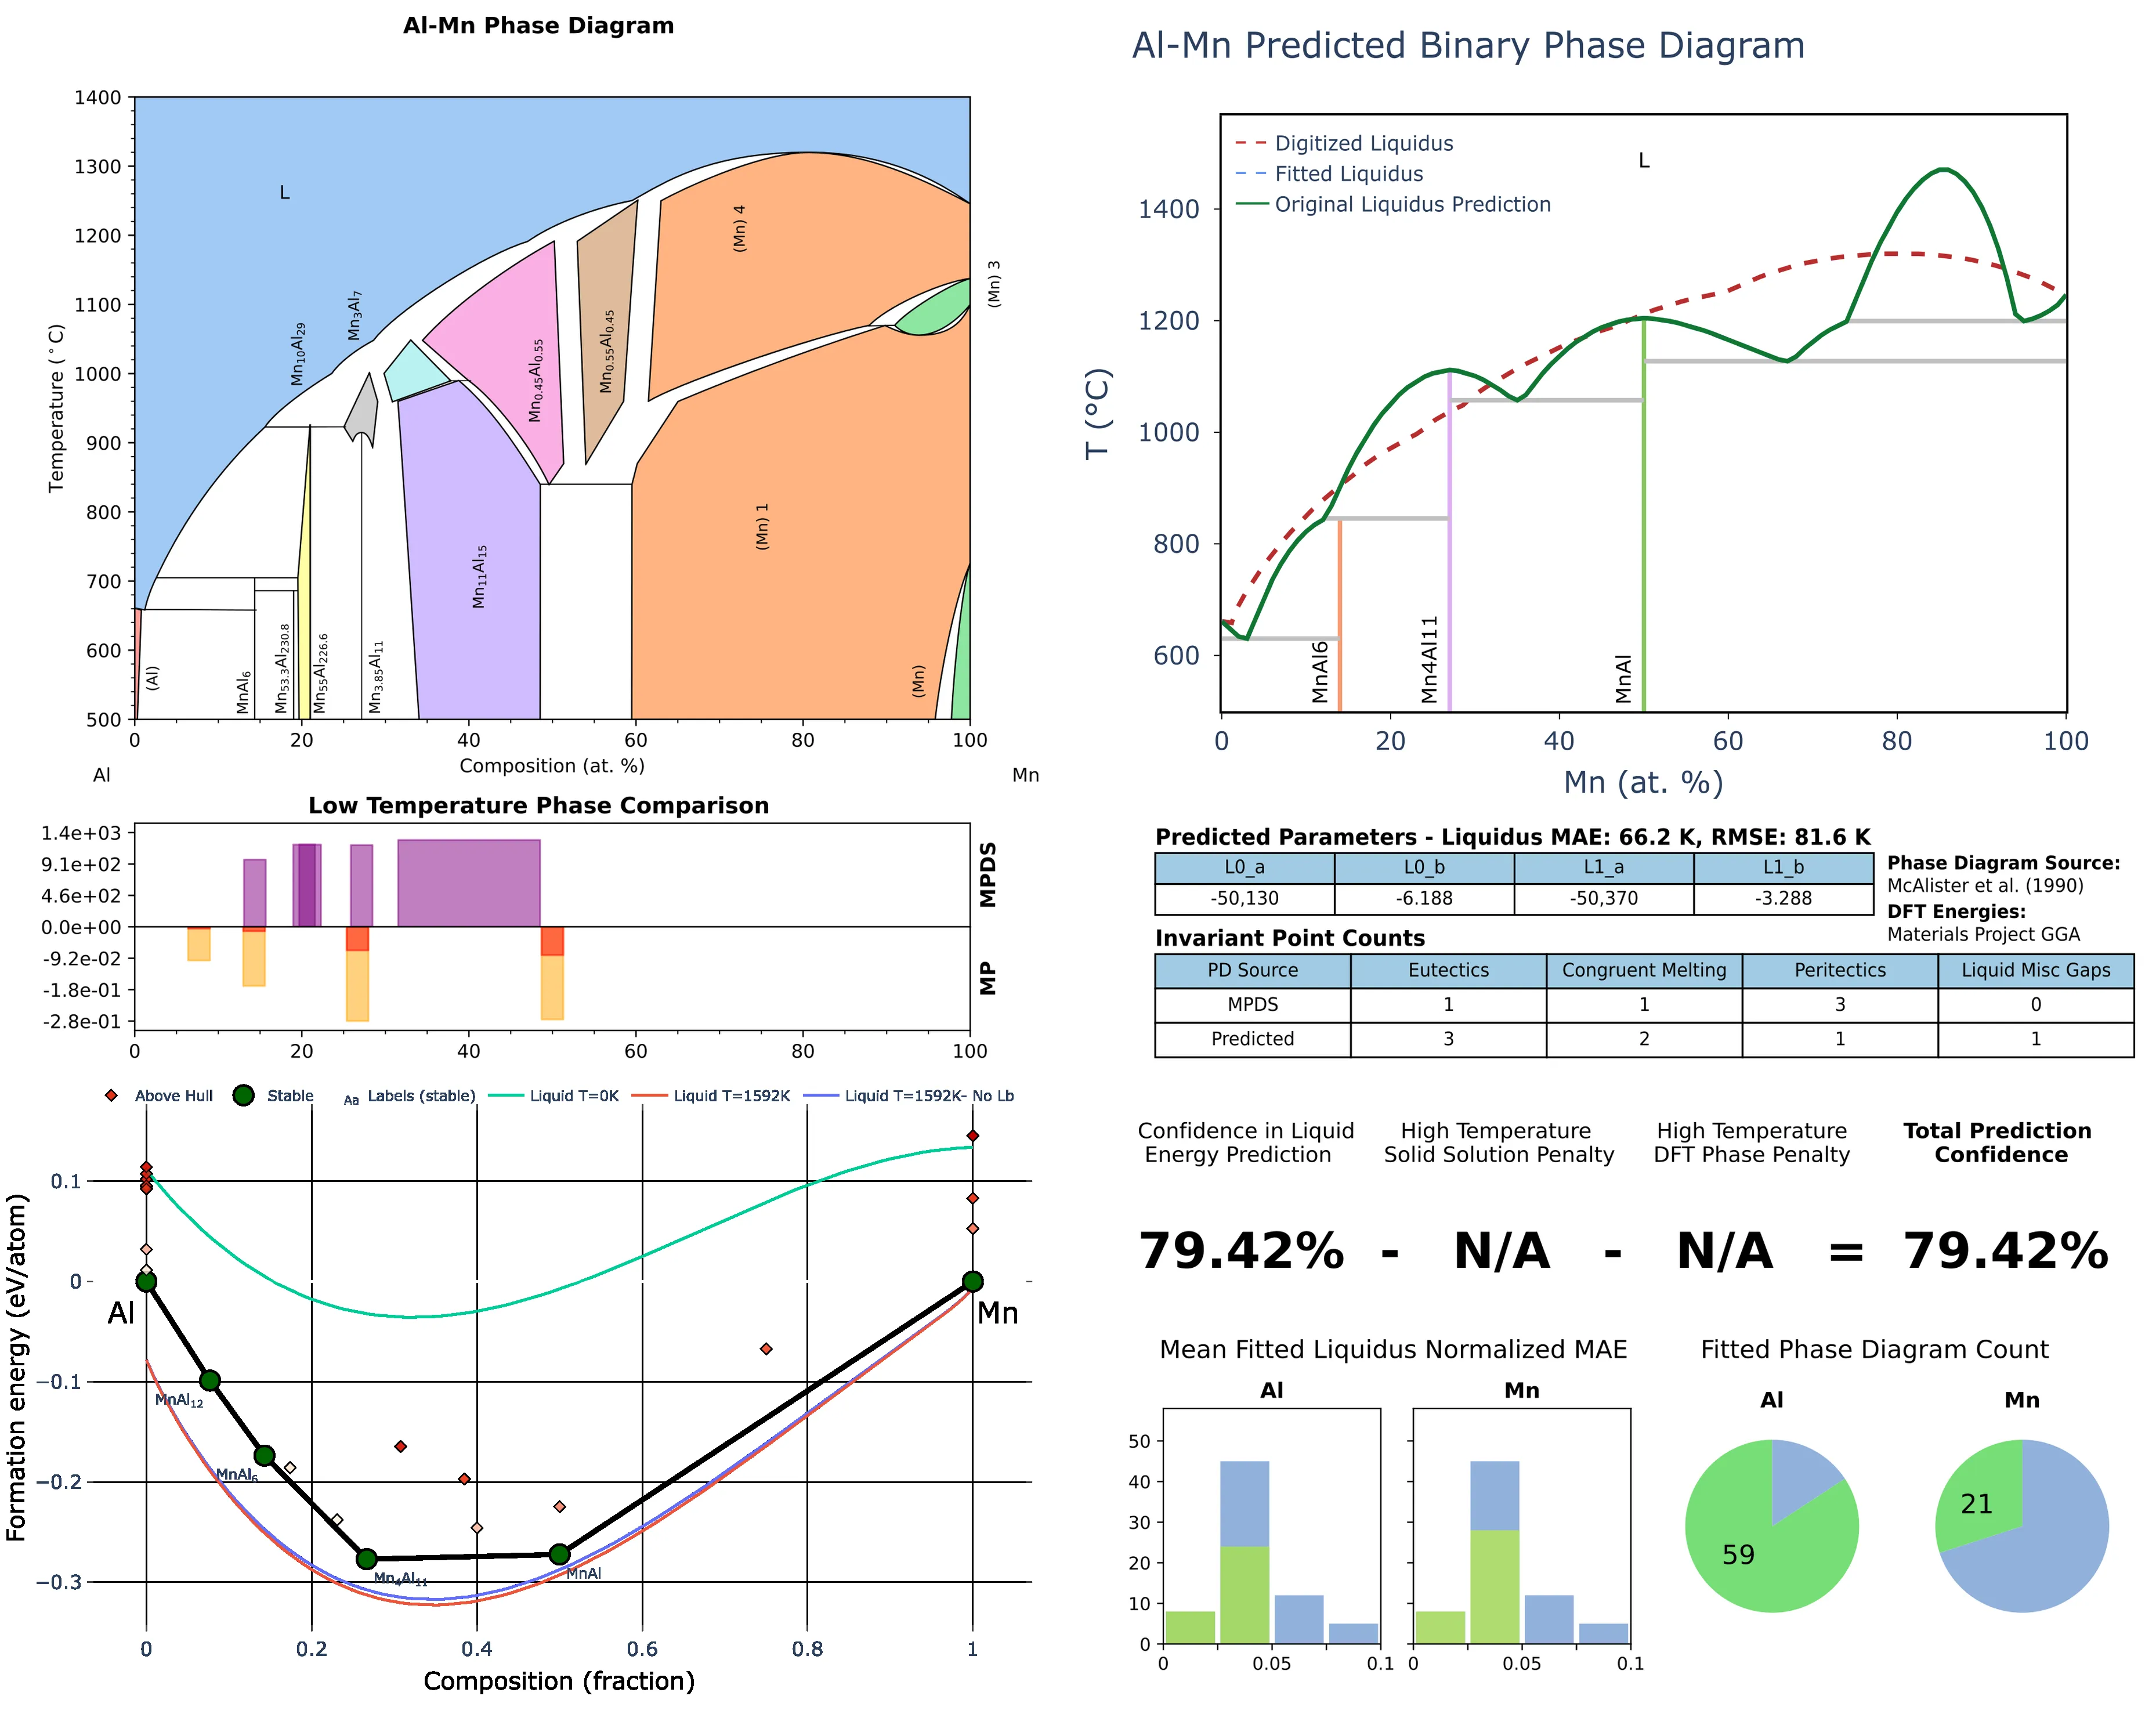 Al-Mn Phase Diagram
1400
1300
1200
1100
1000
900
800
700
600
500
Temperature (°C)
L
Mn10Al29
Mn3Al7
Mn0.45Al0.55
Mn0.55Al0.45
(Mn) 4
(Mn) 3
(Mn) 1
Mn11Al15
(Al)
MnAl6
Mn53.3Al230.8
Mn55Al226.6
Mn3.85Al11
(Mn)
0 20 40 60 80 100
Composition (at. %)
Al Mn
Al-Mn Predicted Binary Phase Diagram
Digitized Liquidus
Fitted Liquidus
Original Liquidus Prediction
L
1400
1200
1000
800
600
T (°C)
MnAl6
Mn4Al11
MnAl
0 20 40 60 80 100
Mn (at. %)
Low Temperature Phase Comparison
1.4e+03
9.1e+02
4.6e+02
0.0e+00
-9.2e-02
-1.8e-01
-2.8e-01
MPDS
MP
0 20 40 60 80 100
Predicted Parameters - Liquidus MAE: 66.2 K, RMSE: 81.6 K
L0_a L0_b L1_a L1_b
-50,130 -6.188 -50,370 -3.288
Phase Diagram Source:
McAlister et al. (1990)
DFT Energies:
Materials Project GGA
Invariant Point Counts
PD Source Eutectics Congruent Melting Peritectics Liquid Misc Gaps
MPDS 1 1 3 0
Predicted 3 2 1 1
Above Hull Stable Aa Labels (stable) Liquid T=0K Liquid T=1592K Liquid T=1592K- No Lb
0.1
0
−0.1
−0.2
−0.3
Formation energy (eV/atom)
Al
Mn
MnAl12
MnAl6
Mn4Al11
MnAl
0 0.2 0.4 0.6 0.8 1
Composition (fraction)
Confidence in Liquid
Energy Prediction
High Temperature
Solid Solution Penalty
High Temperature
DFT Phase Penalty
Total Prediction
Confidence
79.42% - N/A - N/A = 79.42%
Mean Fitted Liquidus Normalized MAE
Al Mn
50
40
30
20
10
0
0 0.05 0.1 0 0.05 0.1
Fitted Phase Diagram Count
Al Mn
59
21